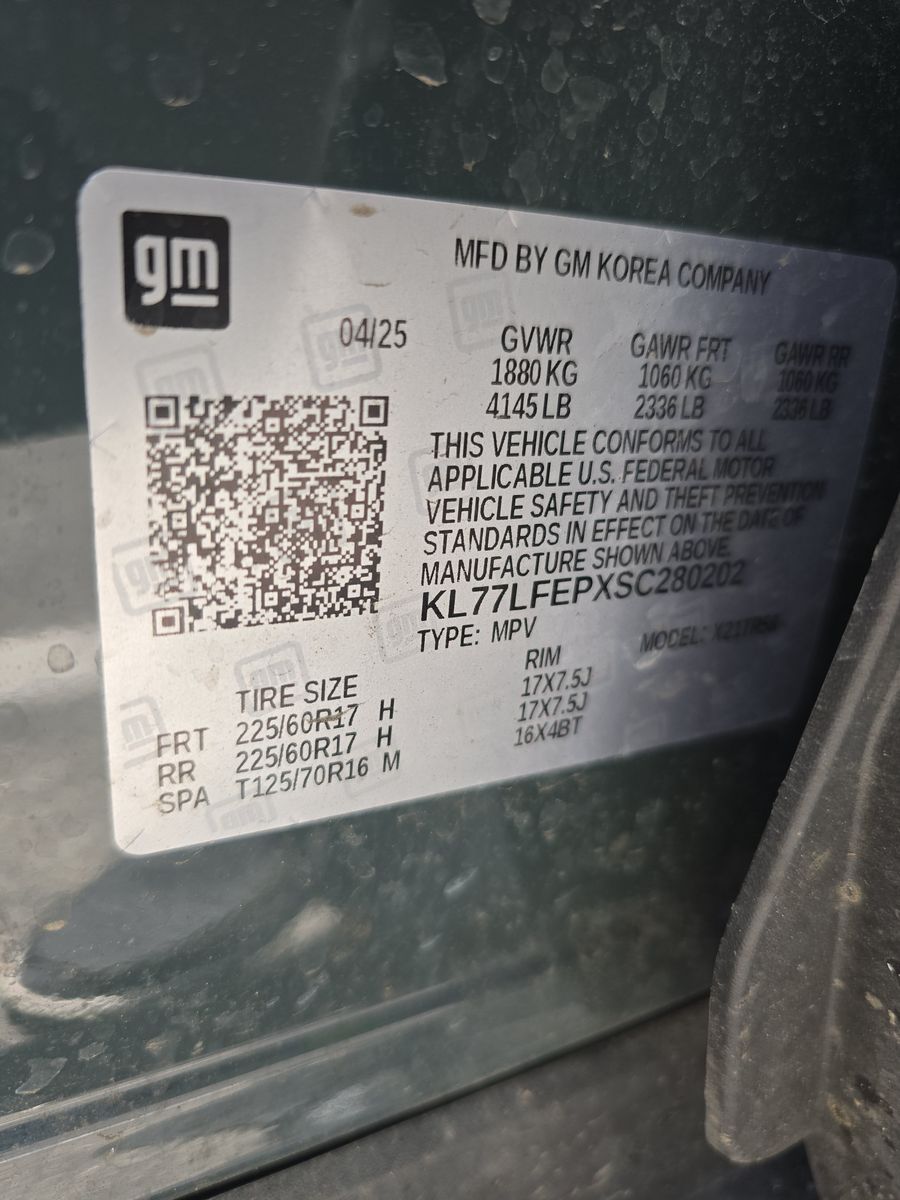 gm
MFD BY GM KOREA COMPANY
04/25
GVWR GAWR FRT GAWR RR
1880 KG 1060 KG 1060 KG
4145 LB 2336 LB 2336 LB
THIS VEHICLE CONFORMS TO ALL
APPLICABLE U.S. FEDERAL MOTOR
VEHICLE SAFETY AND THEFT PREVENTION
STANDARDS IN EFFECT ON THE DATE OF
MANUFACTURE SHOWN ABOVE.
KL77LFEPXSC280202
TYPE: MPV MODEL:
TIRE SIZE RIM
FRT 225/60R17 H 17X7.5J
RR 225/60R17 H 17X7.5J
SPA T125/70R16 M 16X4BT